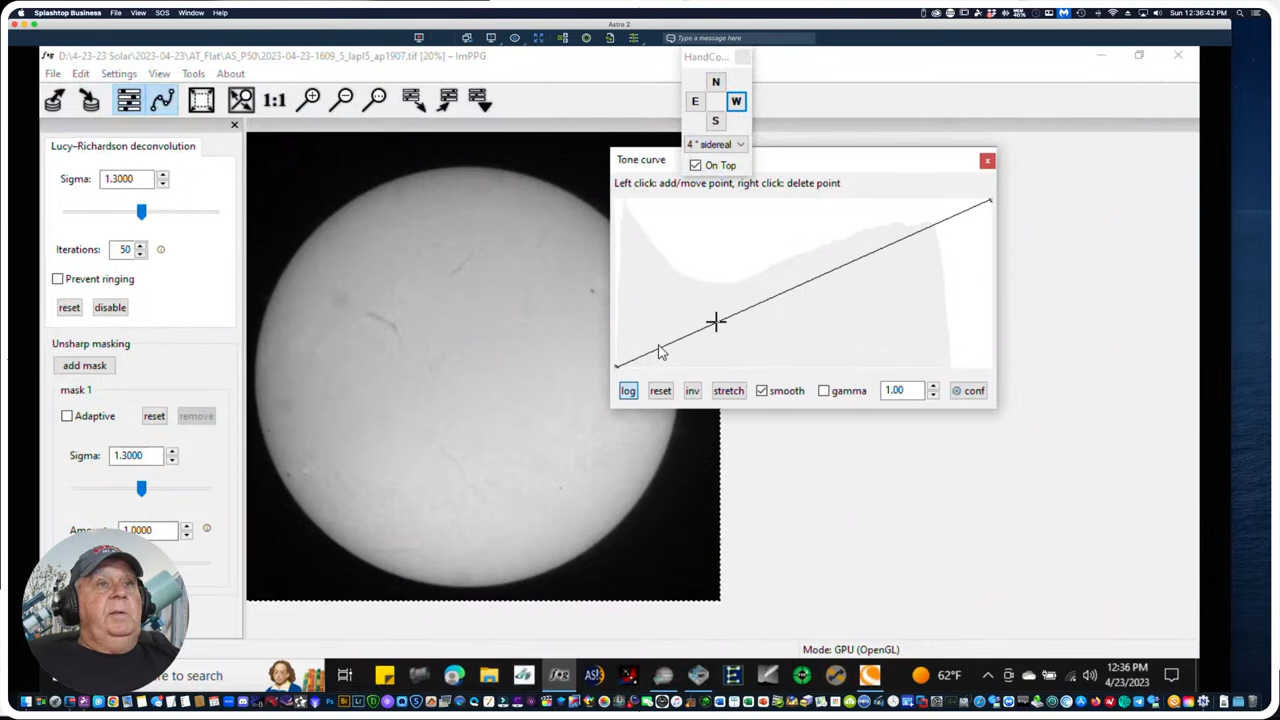 Splashtop Business File View SOS Window Help
Sun 12:36:42
Astro 2
Type a message here
D:\4-23-23 Solar\2023-04-23\AT_Flat\AS_P50\2023-04-23-1609_5_lapl5_ap1907.tif [20%] - ImPPG
HandCo...
File Edit Settings View Tools About
N
E W
S
1:1
4 * sidereal
On Top
Lucy–Richardson deconvolution
Sigma: 1.3000
Iterations: 50
Prevent ringing
reset disable
Unsharp masking
add mask
mask 1
Adaptive reset remove
Sigma: 1.3000
1.0000
Tone curve
Left click: add/move point, right click: delete point
log reset inv stretch smooth gamma 1.00 conf
Mode: GPU (OpenGL)
re to search
62°F
12:36 PM
4/23/2023